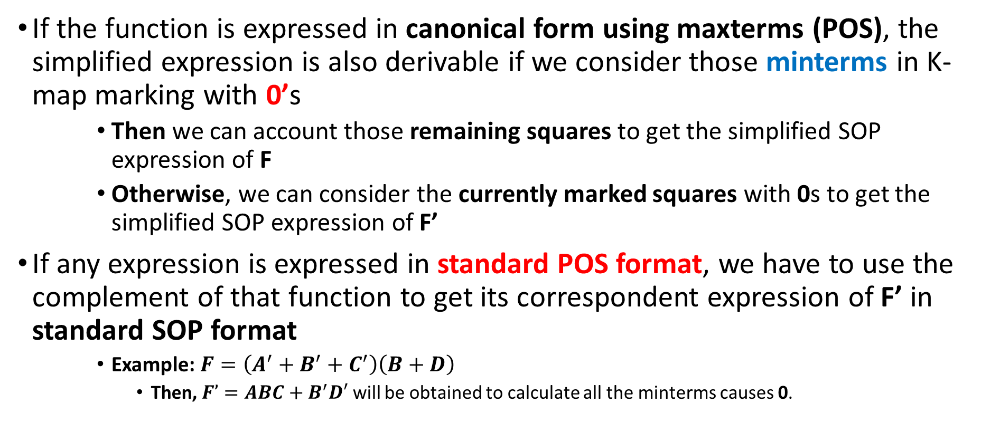 • If the function is expressed in canonical form using maxterms (POS), the
simplified expression is also derivable if we consider those minterms in K-
map marking with 0’s
• Then we can account those remaining squares to get the simplified SOP
expression of F
• Otherwise, we can consider the currently marked squares with 0s to get the
simplified SOP expression of F’
• If any expression is expressed in standard POS format, we have to use the
complement of that function to get its correspondent expression of F’ in
standard SOP format
• Example: F = (A′ + B′ + C′)(B + D)
• Then, F’ = ABC + B′D′ will be obtained to calculate all the minterms causes 0.